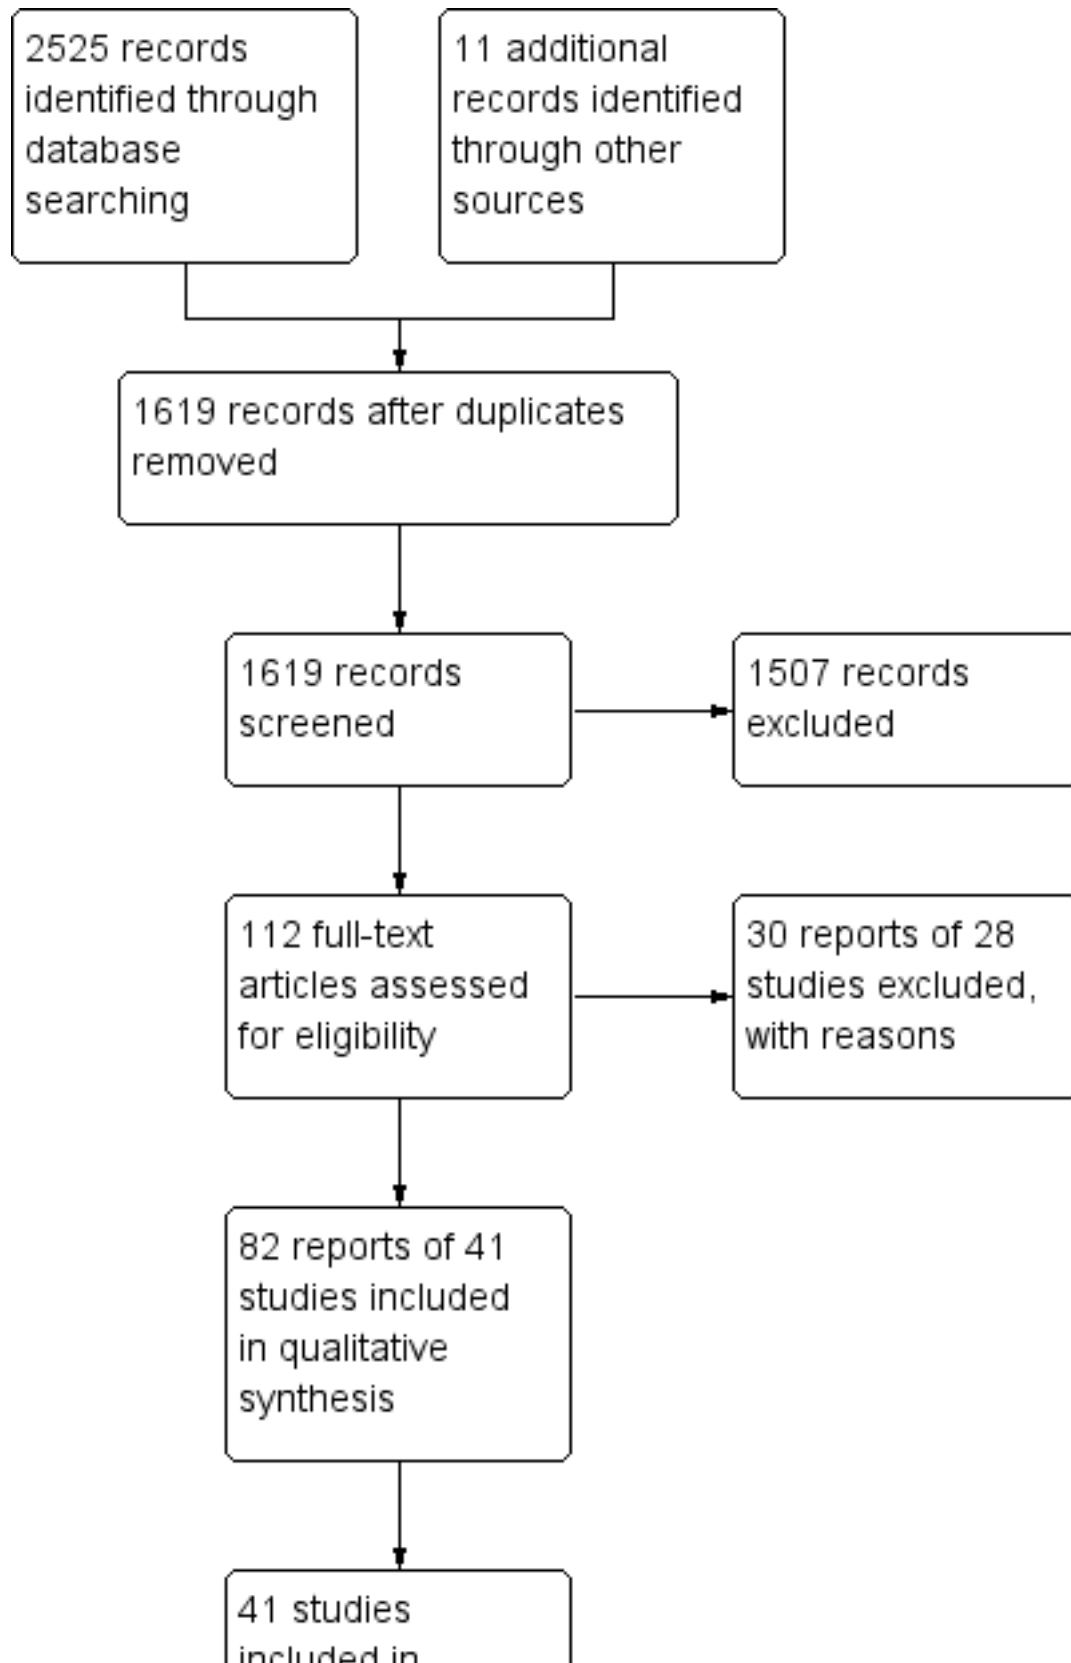 2525 records
identified through
database
searching
11 additional
records identified
through other
sources
1619 records after duplicates
removed
1619 records
screened
1507 records
excluded
112 full-text
articles assessed
for eligibility
30 reports of 28
studies excluded,
with reasons
82 reports of 41
studies included
in qualitative
synthesis
41 studies
included in